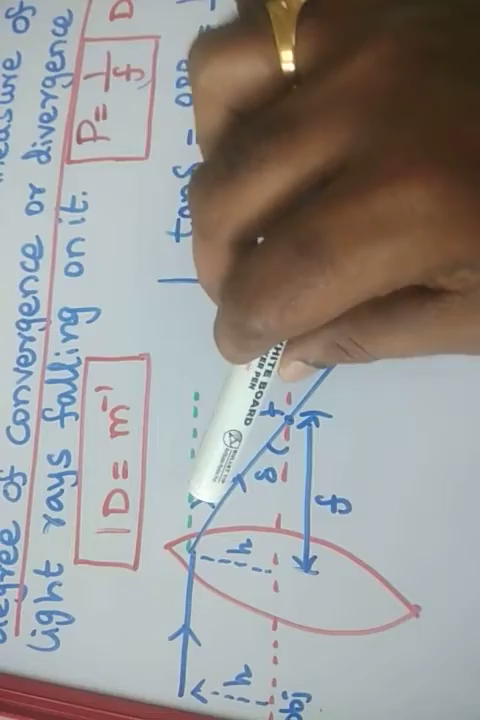 measure of
degree of convergence or divergence
light rays falling on it.
P = 1/f
D
1D = m⁻¹
tan δ = opp =
WHITE BOARD
h
h
δ
f
f
obj